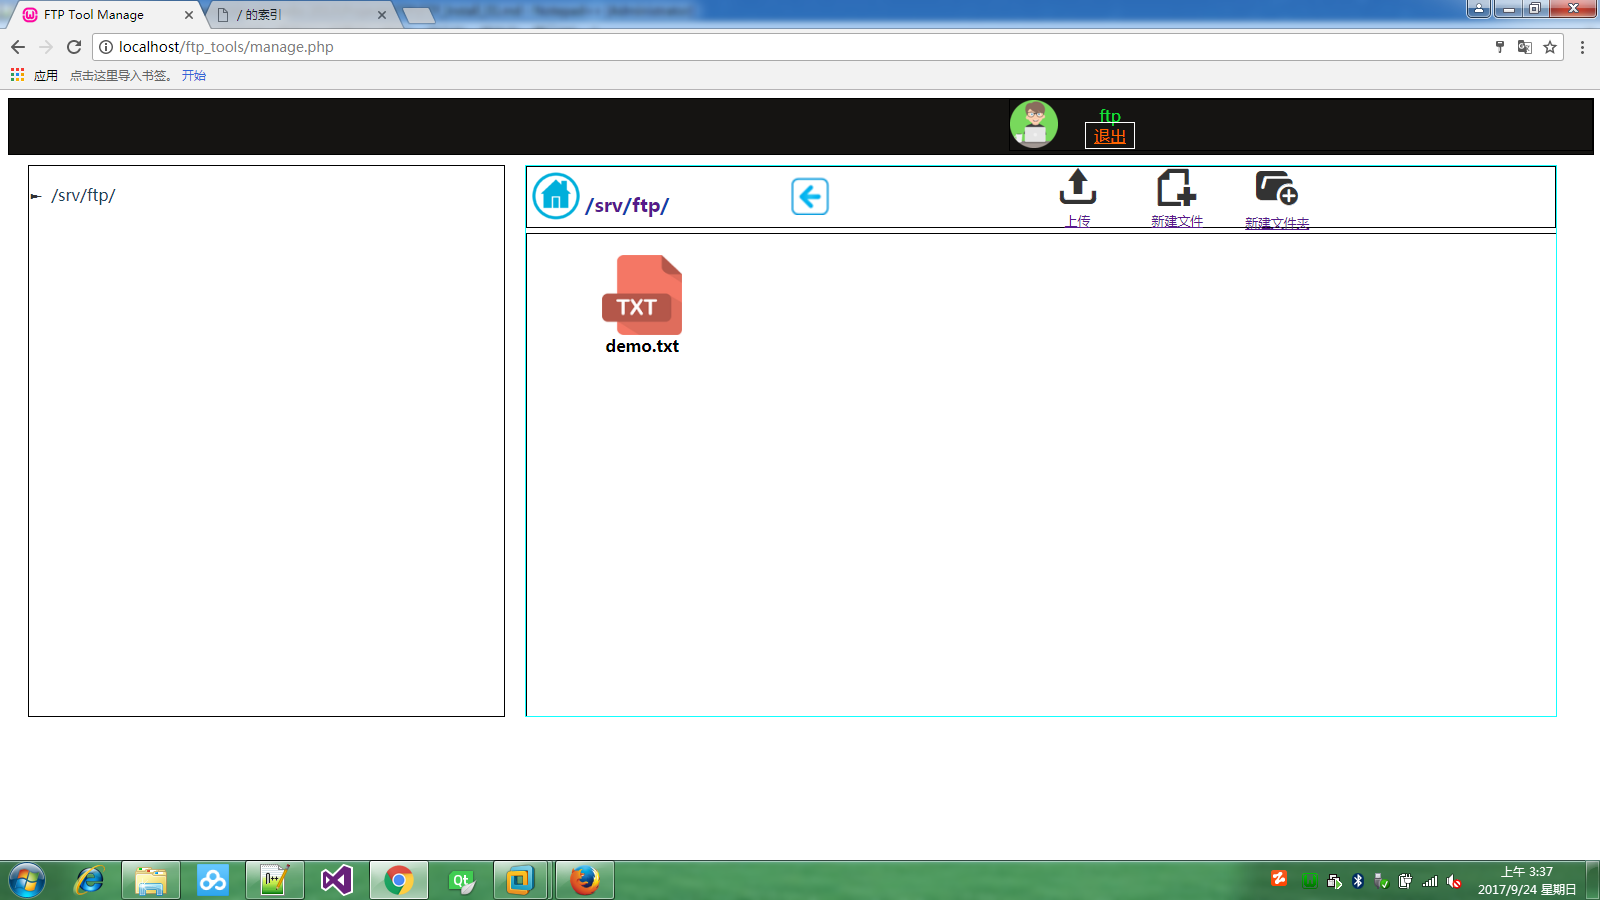 FTP Tool Manage
/ 的索引
localhost/ftp_tools/manage.php
应用 点击这里导入书签。 开始
ftp
退出
/srv/ftp/
/srv/ftp/
上传 新建文件 新建文件夹
TXT
demo.txt
Qt
上午 3:37
2017/9/24 星期日